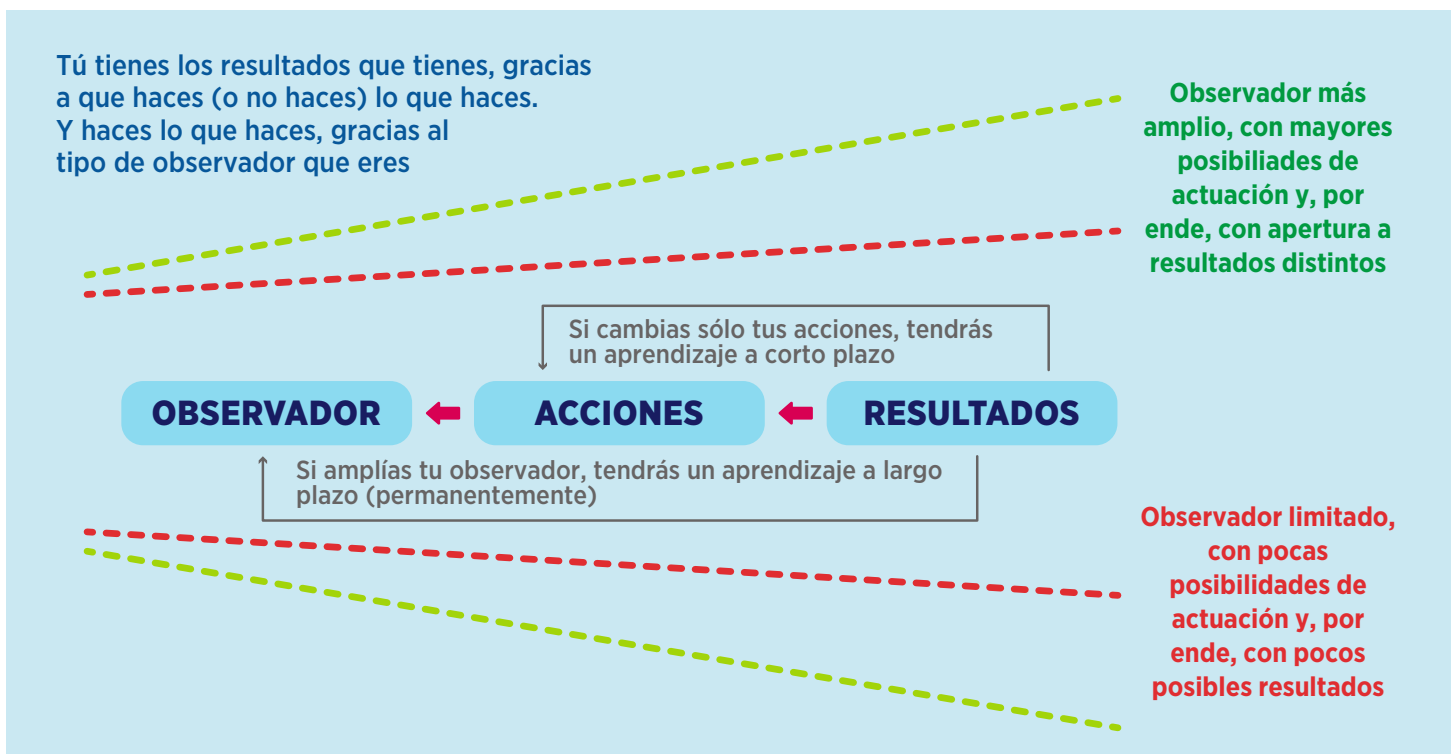 Tú tienes los resultados que tienes, gracias
a que haces (o no haces) lo que haces.
Y haces lo que haces, gracias al
tipo de observador que eres
Observador más
amplio, con mayores
posibiliades de
actuación y, por
ende, con apertura a
resultados distintos
Si cambias sólo tus acciones, tendrás
un aprendizaje a corto plazo
OBSERVADOR
ACCIONES
RESULTADOS
Si amplías tu observador, tendrás un aprendizaje a largo
plazo (permanentemente)
Observador limitado,
con pocas
posibilidades de
actuación y, por
ende, con pocos
posibles resultados